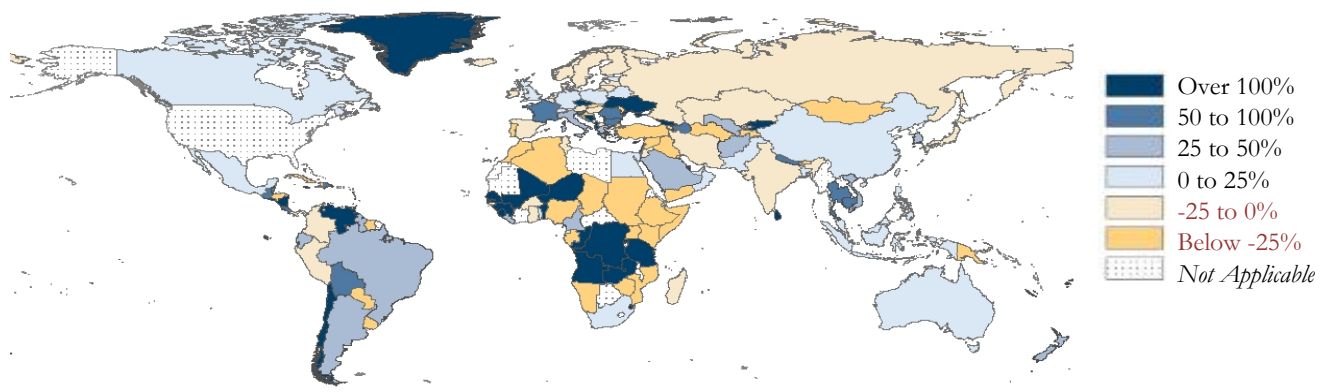 Over 100%
50 to 100%
25 to 50%
0 to 25%
-25 to 0%
Below -25%
Not Applicable